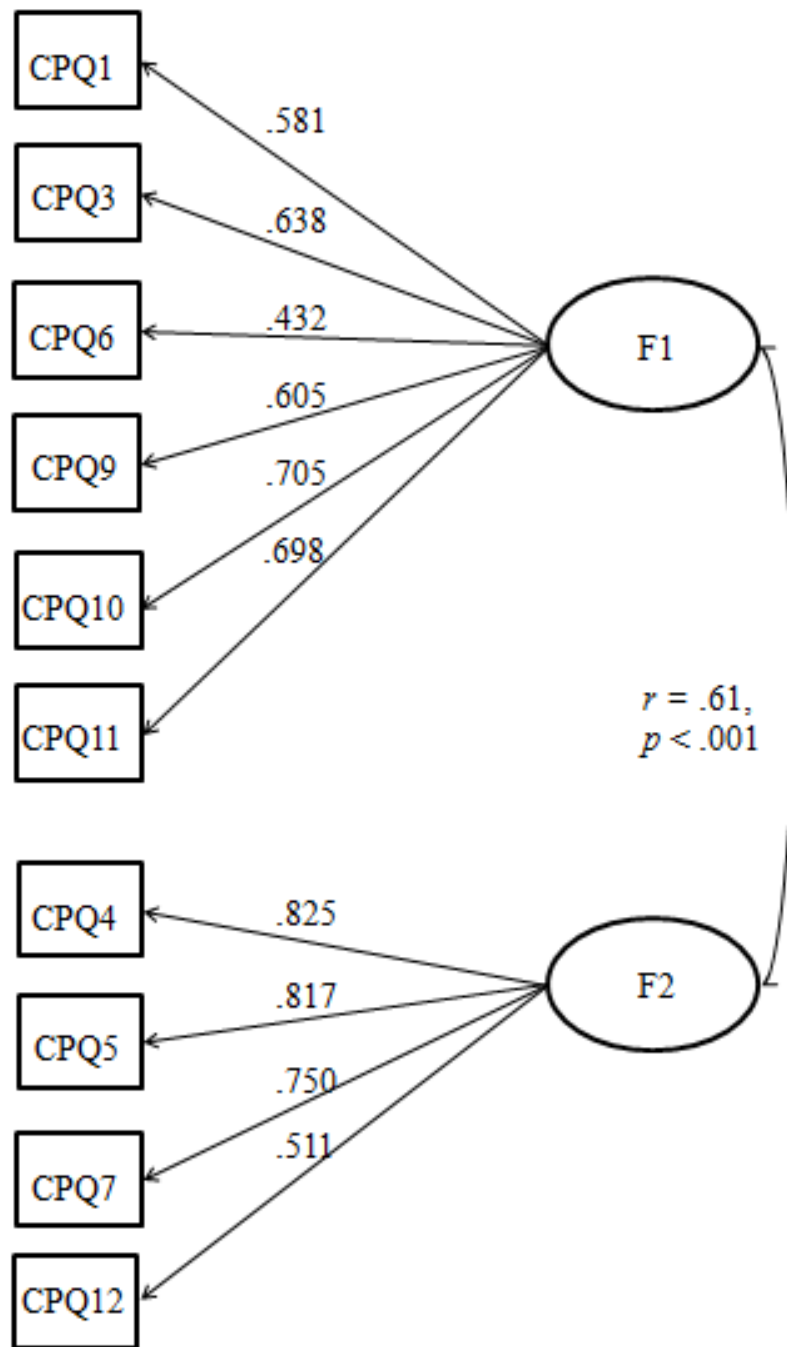 CPQ1
.581
CPQ3
.638
CPQ6
.432
F1
CPQ9
.605
.705
.698
CPQ10
CPQ11
r = .61,
p < .001
CPQ4
.825
CPQ5
.817
F2
.750
CPQ7
.511
CPQ12